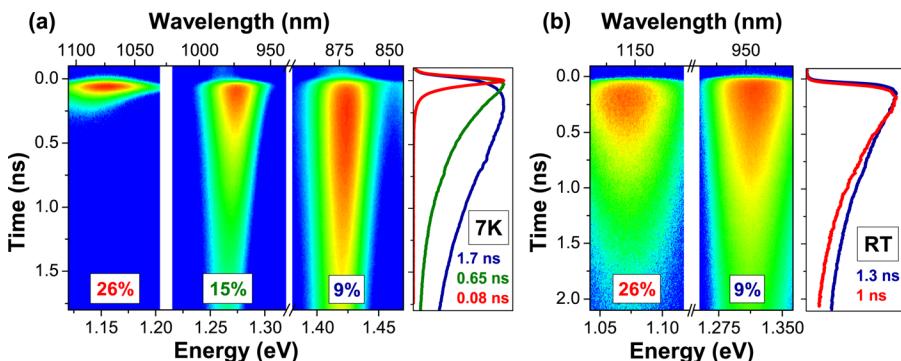 (a)
Wavelength (nm)
1100 1050 1000 950 900 875 850
Time (ns)
0.0
0.5
1.0
1.5
26%
15%
9%
7K
1.7 ns
0.65 ns
0.08 ns
1.15 1.20 1.25 1.30 1.40 1.45
Energy (eV)
(b)
Wavelength (nm)
1150 950
Time (ns)
0.0
0.5
1.0
1.5
2.0
26%
9%
RT
1.3 ns
1 ns
1.05 1.10 1.275 1.350
Energy (eV)